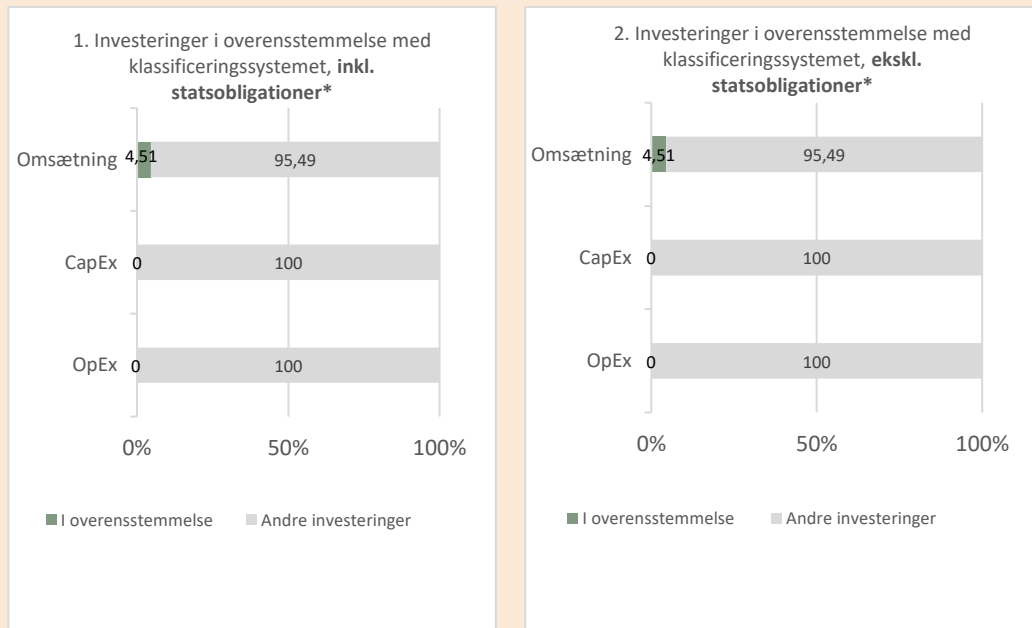 1. Investeringer i overensstemmelse med
klassificeringssystemet, inkl.
statsobligationer*
Omsætning 4,51 95,49
CapEx 0 100
OpEx 0 100
0% 50% 100%
I overensstemmelse Andre investeringer
2. Investeringer i overensstemmelse med
klassificeringssystemet, ekskl.
statsobligationer*
Omsætning 4,51 95,49
CapEx 0 100
OpEx 0 100
0% 50% 100%
I overensstemmelse Andre investeringer